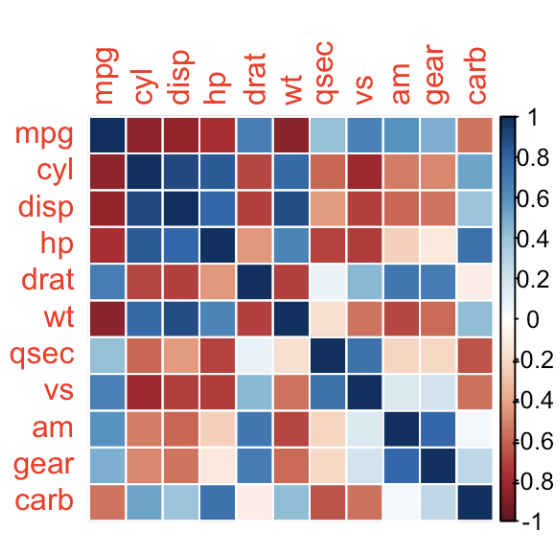 mpg cyl disp hp drat wt qsec vs am gear carb
mpg
cyl
disp
hp
drat
wt
qsec
vs
am
gear
carb
1
0.8
0.6
0.4
0.2
0
-0.2
-0.4
-0.6
-0.8
-1